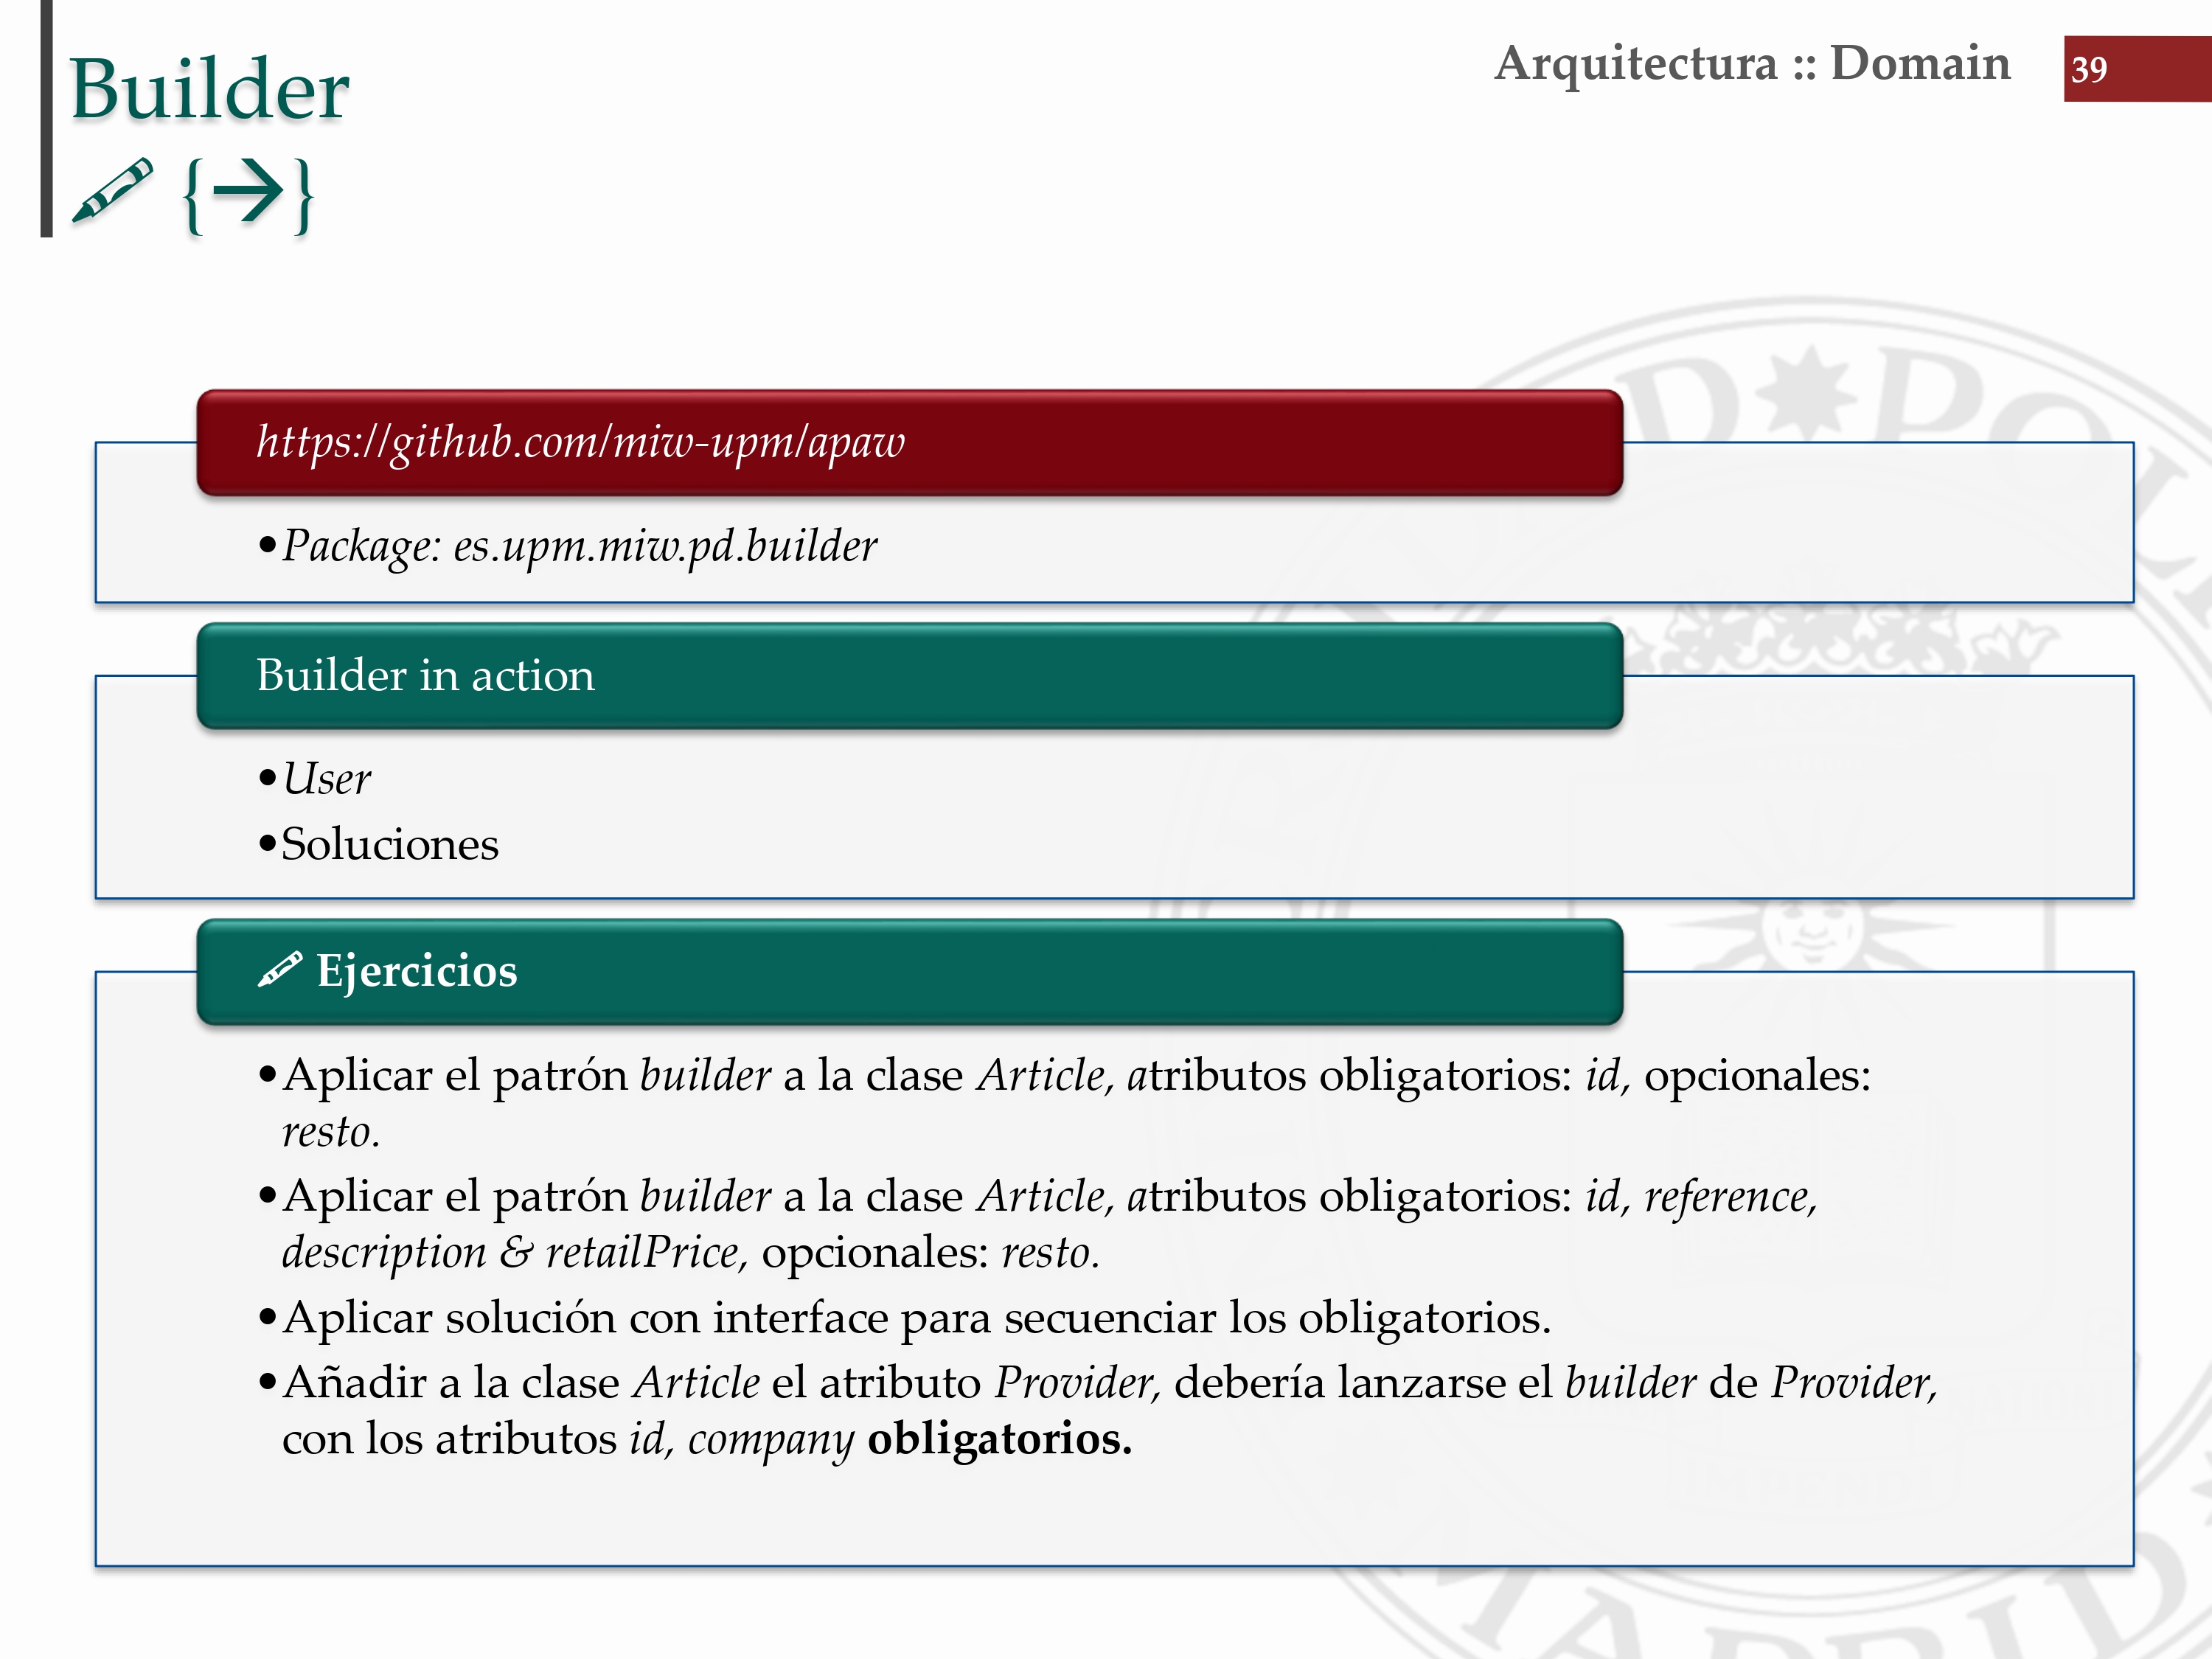 Builder
Arquitectura :: Domain
39
{→}
https://github.com/miw-upm/apaw
•Package: es.upm.miw.pd.builder
Builder in action
•User
•Soluciones
Ejercicios
•Aplicar el patrón builder a la clase Article, atributos obligatorios: id, opcionales:
resto.
•Aplicar el patrón builder a la clase Article, atributos obligatorios: id, reference,
description & retailPrice, opcionales: resto.
•Aplicar solución con interface para secuenciar los obligatorios.
•Añadir a la clase Article el atributo Provider, debería lanzarse el builder de Provider,
con los atributos id, company obligatorios.